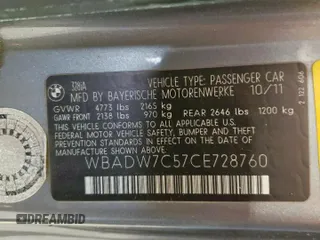 BMW
328iA
VEHICLE TYPE: PASSENGER CAR
MFD BY BAYERISCHE MOTORENWERKE 10/11
GVWR 4773 lbs 2165 kg
GAWR FRONT 2138 lbs 970 kg REAR 2646 lbs 1200 kg
THIS VEHICLE CONFORMS TO ALL APPLICABLE U.S. FEDERAL
MOTOR VEHICLE SAFETY, BUMPER AND THEFT
PREVENTION STANDARDS IN EFFECT ON THE
DATE OF MANUFACTURE SHOWN ABOVE.
WBADW7C57CE728760
DREAMBID